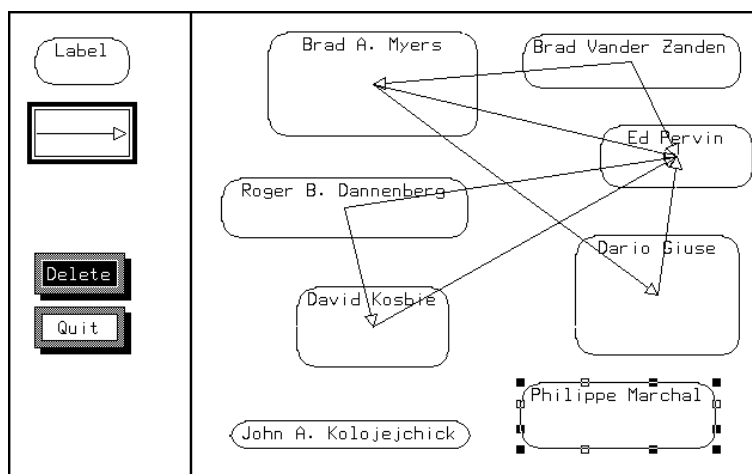 Label
Delete
Quit
Brad A. Myers
Brad Vander Zanden
Ed Pervin
Roger B. Dannenberg
Dario Giuse
David Kosbie
Philippe Marchal
John A. Kolojejchick